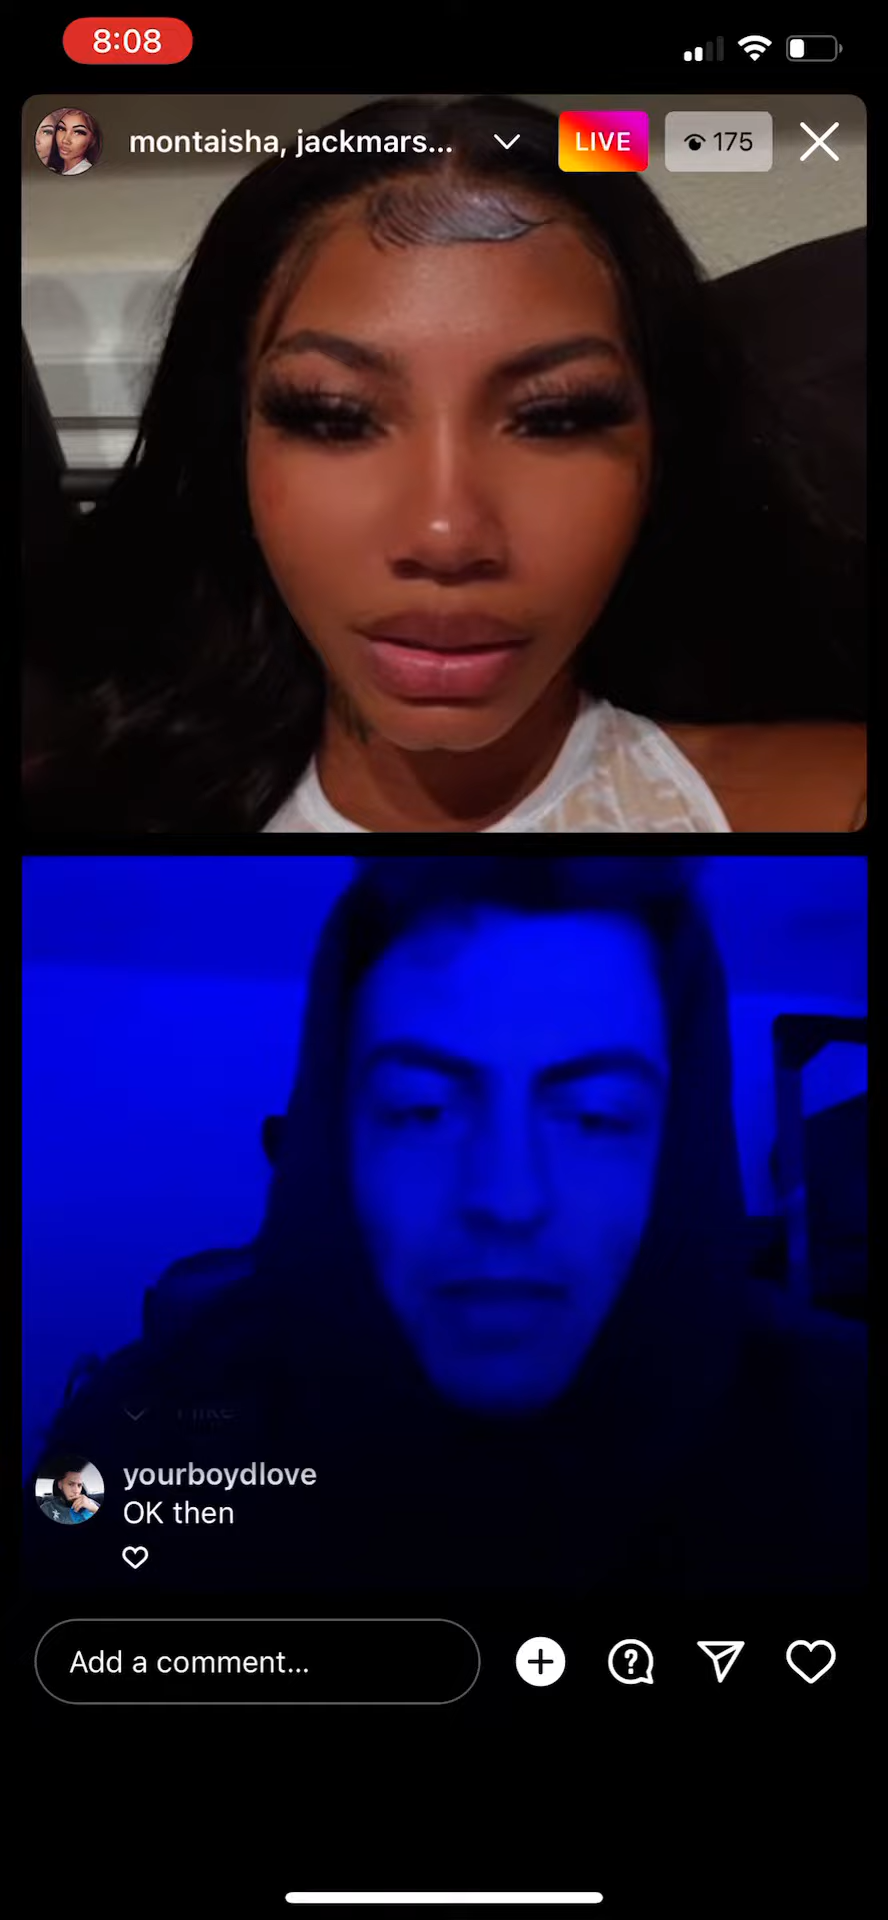 8:08
montaisha, jackmars...
LIVE
175
yourboydlove
OK then
Add a comment...